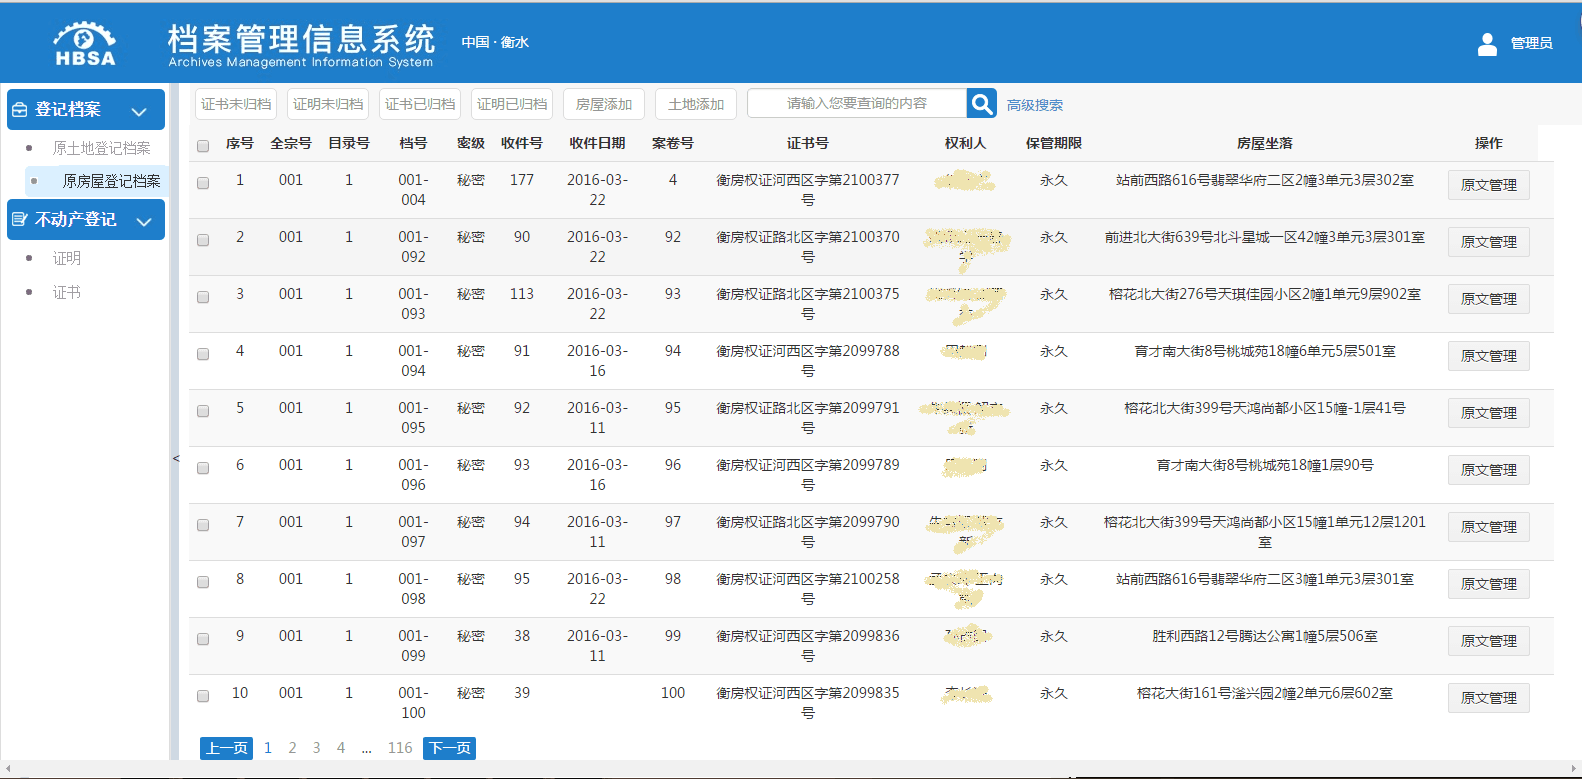 HBSA
档案管理信息系统
Archives Management Information System
中国 · 衡水
管理员
登记档案
原土地登记档案
原房屋登记档案
不动产登记
证明
证书
证书未归档 证明未归档 证书已归档 证明已归档 房屋添加 土地添加 请输入您要查询的内容 高级搜索
序号 全宗号 目录号 档号 密级 收件号 收件日期 案卷号 证书号 权利人 保管期限 房屋坐落 操作
1 001 1 001- 秘密 177 2016-03- 4 衡房权证河西区字第2100377 永久 站前西路616号翡翠华府二区2幢3单元3层302室 原文管理
004 22 号
2 001 1 001- 秘密 90 2016-03- 92 衡房权证路北区字第2100370 永久 前进北大街639号北斗星城一区42幢3单元3层301室 原文管理
092 22 号
3 001 1 001- 秘密 113 2016-03- 93 衡房权证路北区字第2100375 永久 榕花北大街276号天琪佳园小区2幢1单元9层902室 原文管理
093 22 号
4 001 1 001- 秘密 91 2016-03- 94 衡房权证河西区字第2099788 永久 育才南大街8号桃城苑18幢6单元5层501室 原文管理
094 16 号
5 001 1 001- 秘密 92 2016-03- 95 衡房权证路北区字第2099791 永久 榕花北大街399号天鸿尚都小区15幢-1层41号 原文管理
095 11 号
6 001 1 001- 秘密 93 2016-03- 96 衡房权证河西区字第2099789 永久 育才南大街8号桃城苑18幢1层90号 原文管理
096 16 号
7 001 1 001- 秘密 94 2016-03- 97 衡房权证路北区字第2099790 永久 榕花北大街399号天鸿尚都小区15幢1单元12层1201 原文管理
097 11 号 新 室
8 001 1 001- 秘密 95 2016-03- 98 衡房权证河西区字第2100258 永久 站前西路616号翡翠华府二区3幢1单元3层301室 原文管理
098 22 号
9 001 1 001- 秘密 38 2016-03- 99 衡房权证河西区字第2099836 永久 胜利西路12号腾达公寓1幢5层506室 原文管理
099 11 号
10 001 1 001- 秘密 39 100 衡房权证河西区字第2099835 永久 榕花大街161号滏兴园2幢2单元6层602室 原文管理
100 号
上一页 1 2 3 4 ... 116 下一页